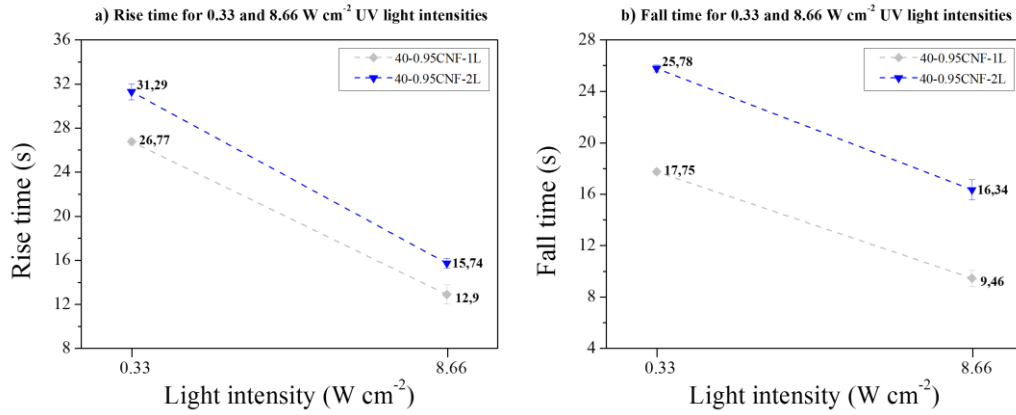 a) Rise time for 0.33 and 8.66 W cm⁻² UV light intensities
36
32
28
24
20
16
12
8
Rise time (s)
40-0.95CNF-1L
40-0.95CNF-2L
31,29
26,77
15,74
12,9
0.33
8.66
Light intensity (W cm⁻²)
b) Fall time for 0.33 and 8.66 W cm⁻² UV light intensities
28
24
20
16
12
8
4
Fall time (s)
40-0.95CNF-1L
40-0.95CNF-2L
25,78
17,75
16,34
9,46
0.33
8.66
Light intensity (W cm⁻²)